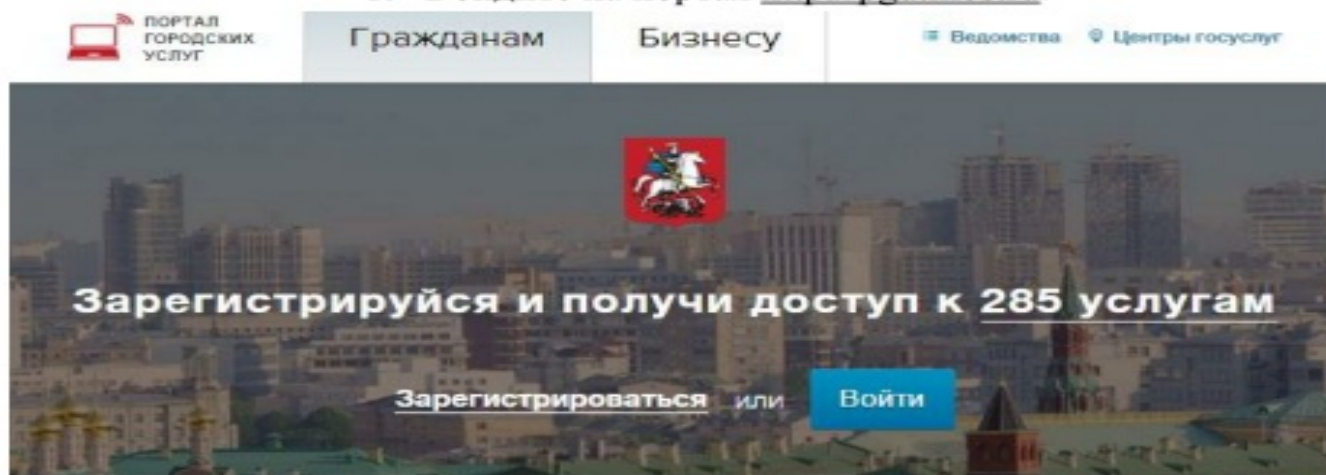 ПОРТАЛ
ГОРОДСКИХ
УСЛУГ
Гражданам
Бизнесу
Ведомства
Центры госуслуг
Зарегистрируйся и получи доступ к 285 услугам
Зарегистрироваться или Войти